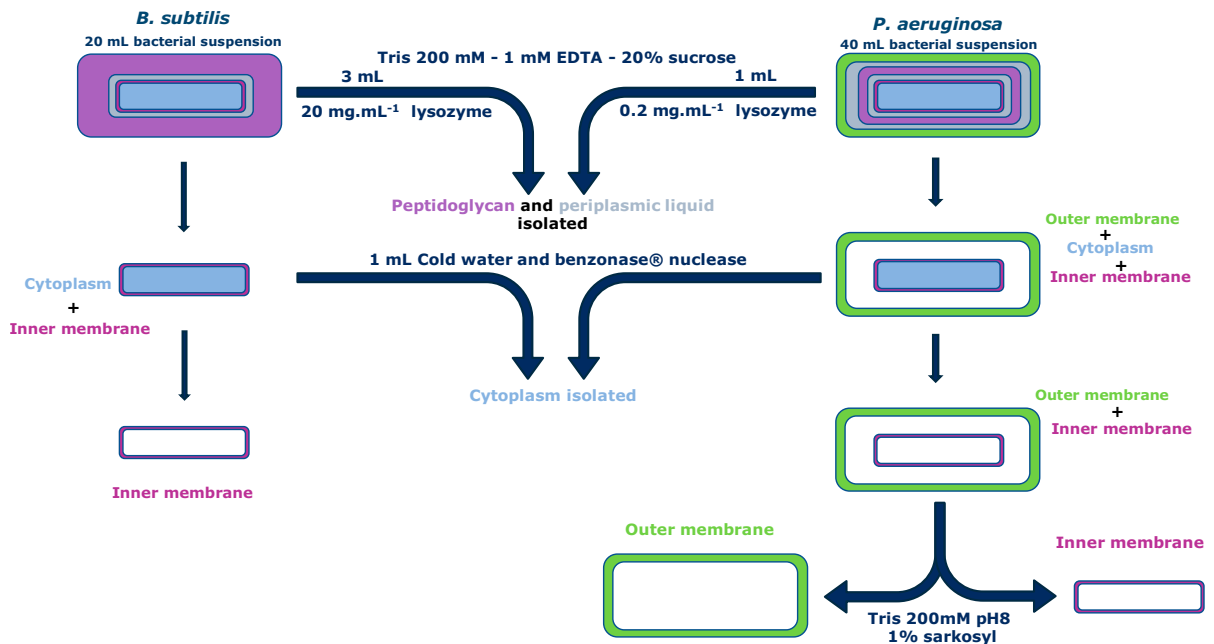 B. subtilis
20 mL bacterial suspension
P. aeruginosa
40 mL bacterial suspension
Tris 200 mM - 1 mM EDTA - 20% sucrose
3 mL
20 mg.mL⁻¹ lysozyme
1 mL
0.2 mg.mL⁻¹ lysozyme
Peptidoglycan and periplasmic liquid
isolated
Outer membrane
+
Cytoplasm
+
Inner membrane
1 mL Cold water and benzonase® nuclease
Cytoplasm
+
Inner membrane
Cytoplasm isolated
Outer membrane
+
Inner membrane
Inner membrane
Outer membrane
Inner membrane
Tris 200mM pH8
1% sarkosyl